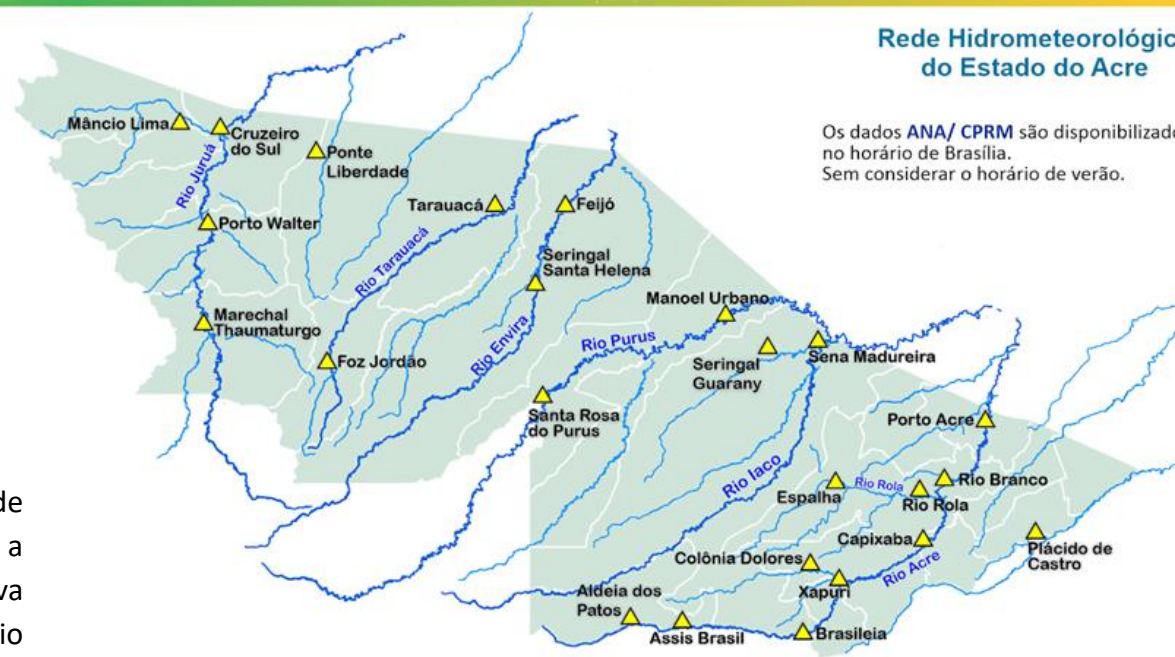 Rede Hidrometeorológic
do Estado do Acre
Os dados ANA/ CPRM são disponibilizado
no horário de Brasília.
Sem considerar o horário de verão.
Mâncio Lima
Cruzeiro
do Sul
Ponte
Liberdade
Rio Juruá
Porto Walter
Tarauacá
Feijó
Rio Tarauacá
Seringal
Santa Helena
Marechal
Thaumaturgo
Foz Jordão
Rio Envira
Manoel Urbano
Rio Purus
Seringal
Guarany
Sena Madureira
Santa Rosa
do Purus
Porto Acre
Rio Iaco
Espalha
Rio Rola
Rio Rola
Rio Branco
Capixaba
Plácido de
Castro
Colônia Dolores
Xapuri
Rio Acre
Aldeia dos
Patos
Assis Brasil
Brasileia
de
a
va
io